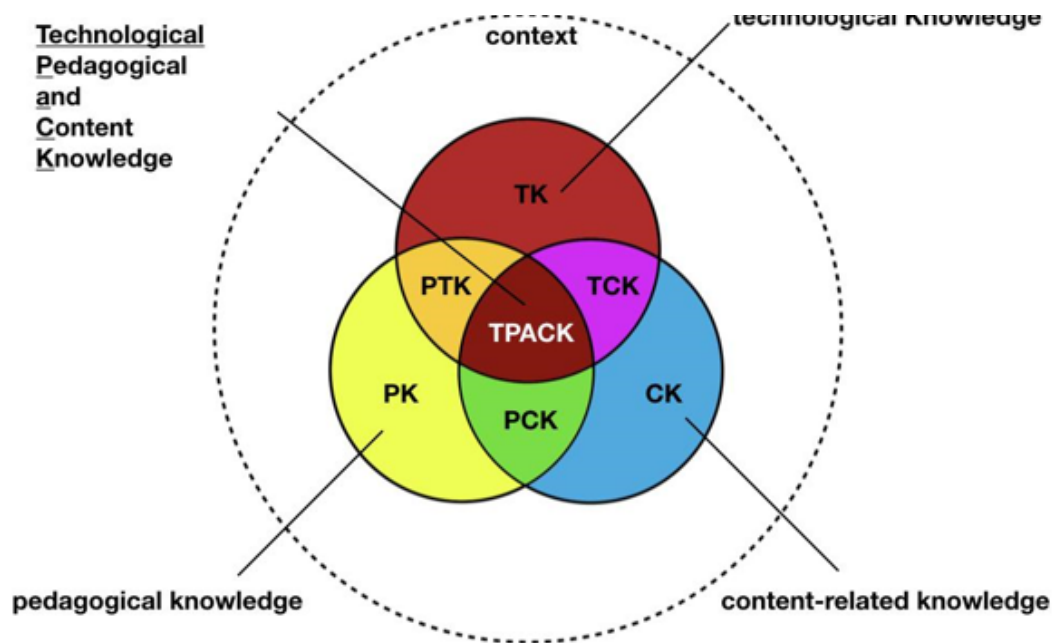 technological Knowledge
Technological
Pedagogical
and
Content
Knowledge
context
TK
PTK
TCK
TPACK
PK
CK
PCK
pedagogical knowledge
content-related knowledge